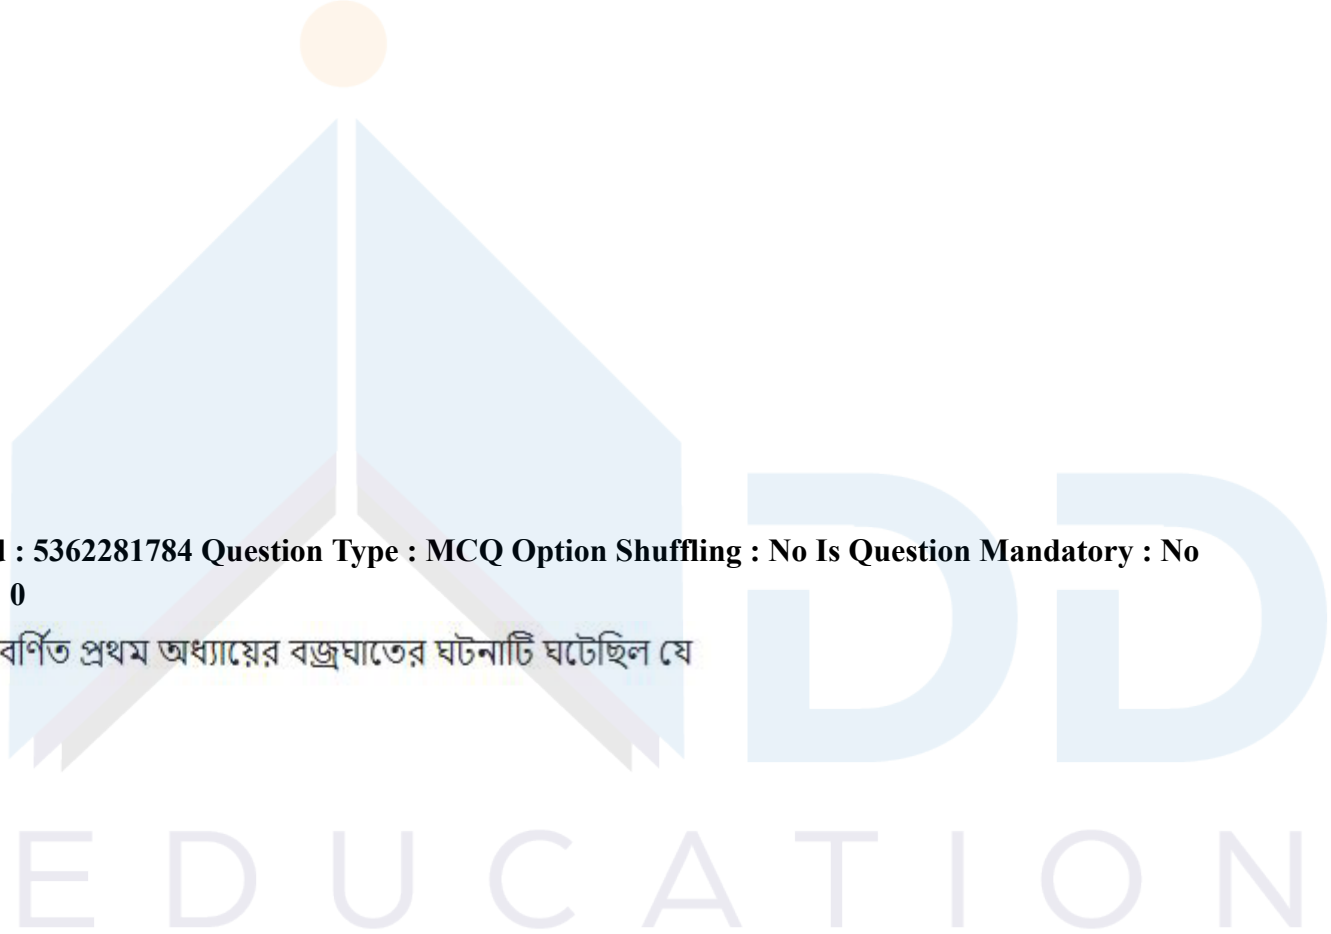 : 5362281784 Question Type : MCQ Option Shuffling : No Is Question Mandatory : No
0
বর্ণিত প্রথম অধ্যায়ের বজ্রঘাতের ঘটনাটি ঘটেছিল যে
DD
EDUCATION